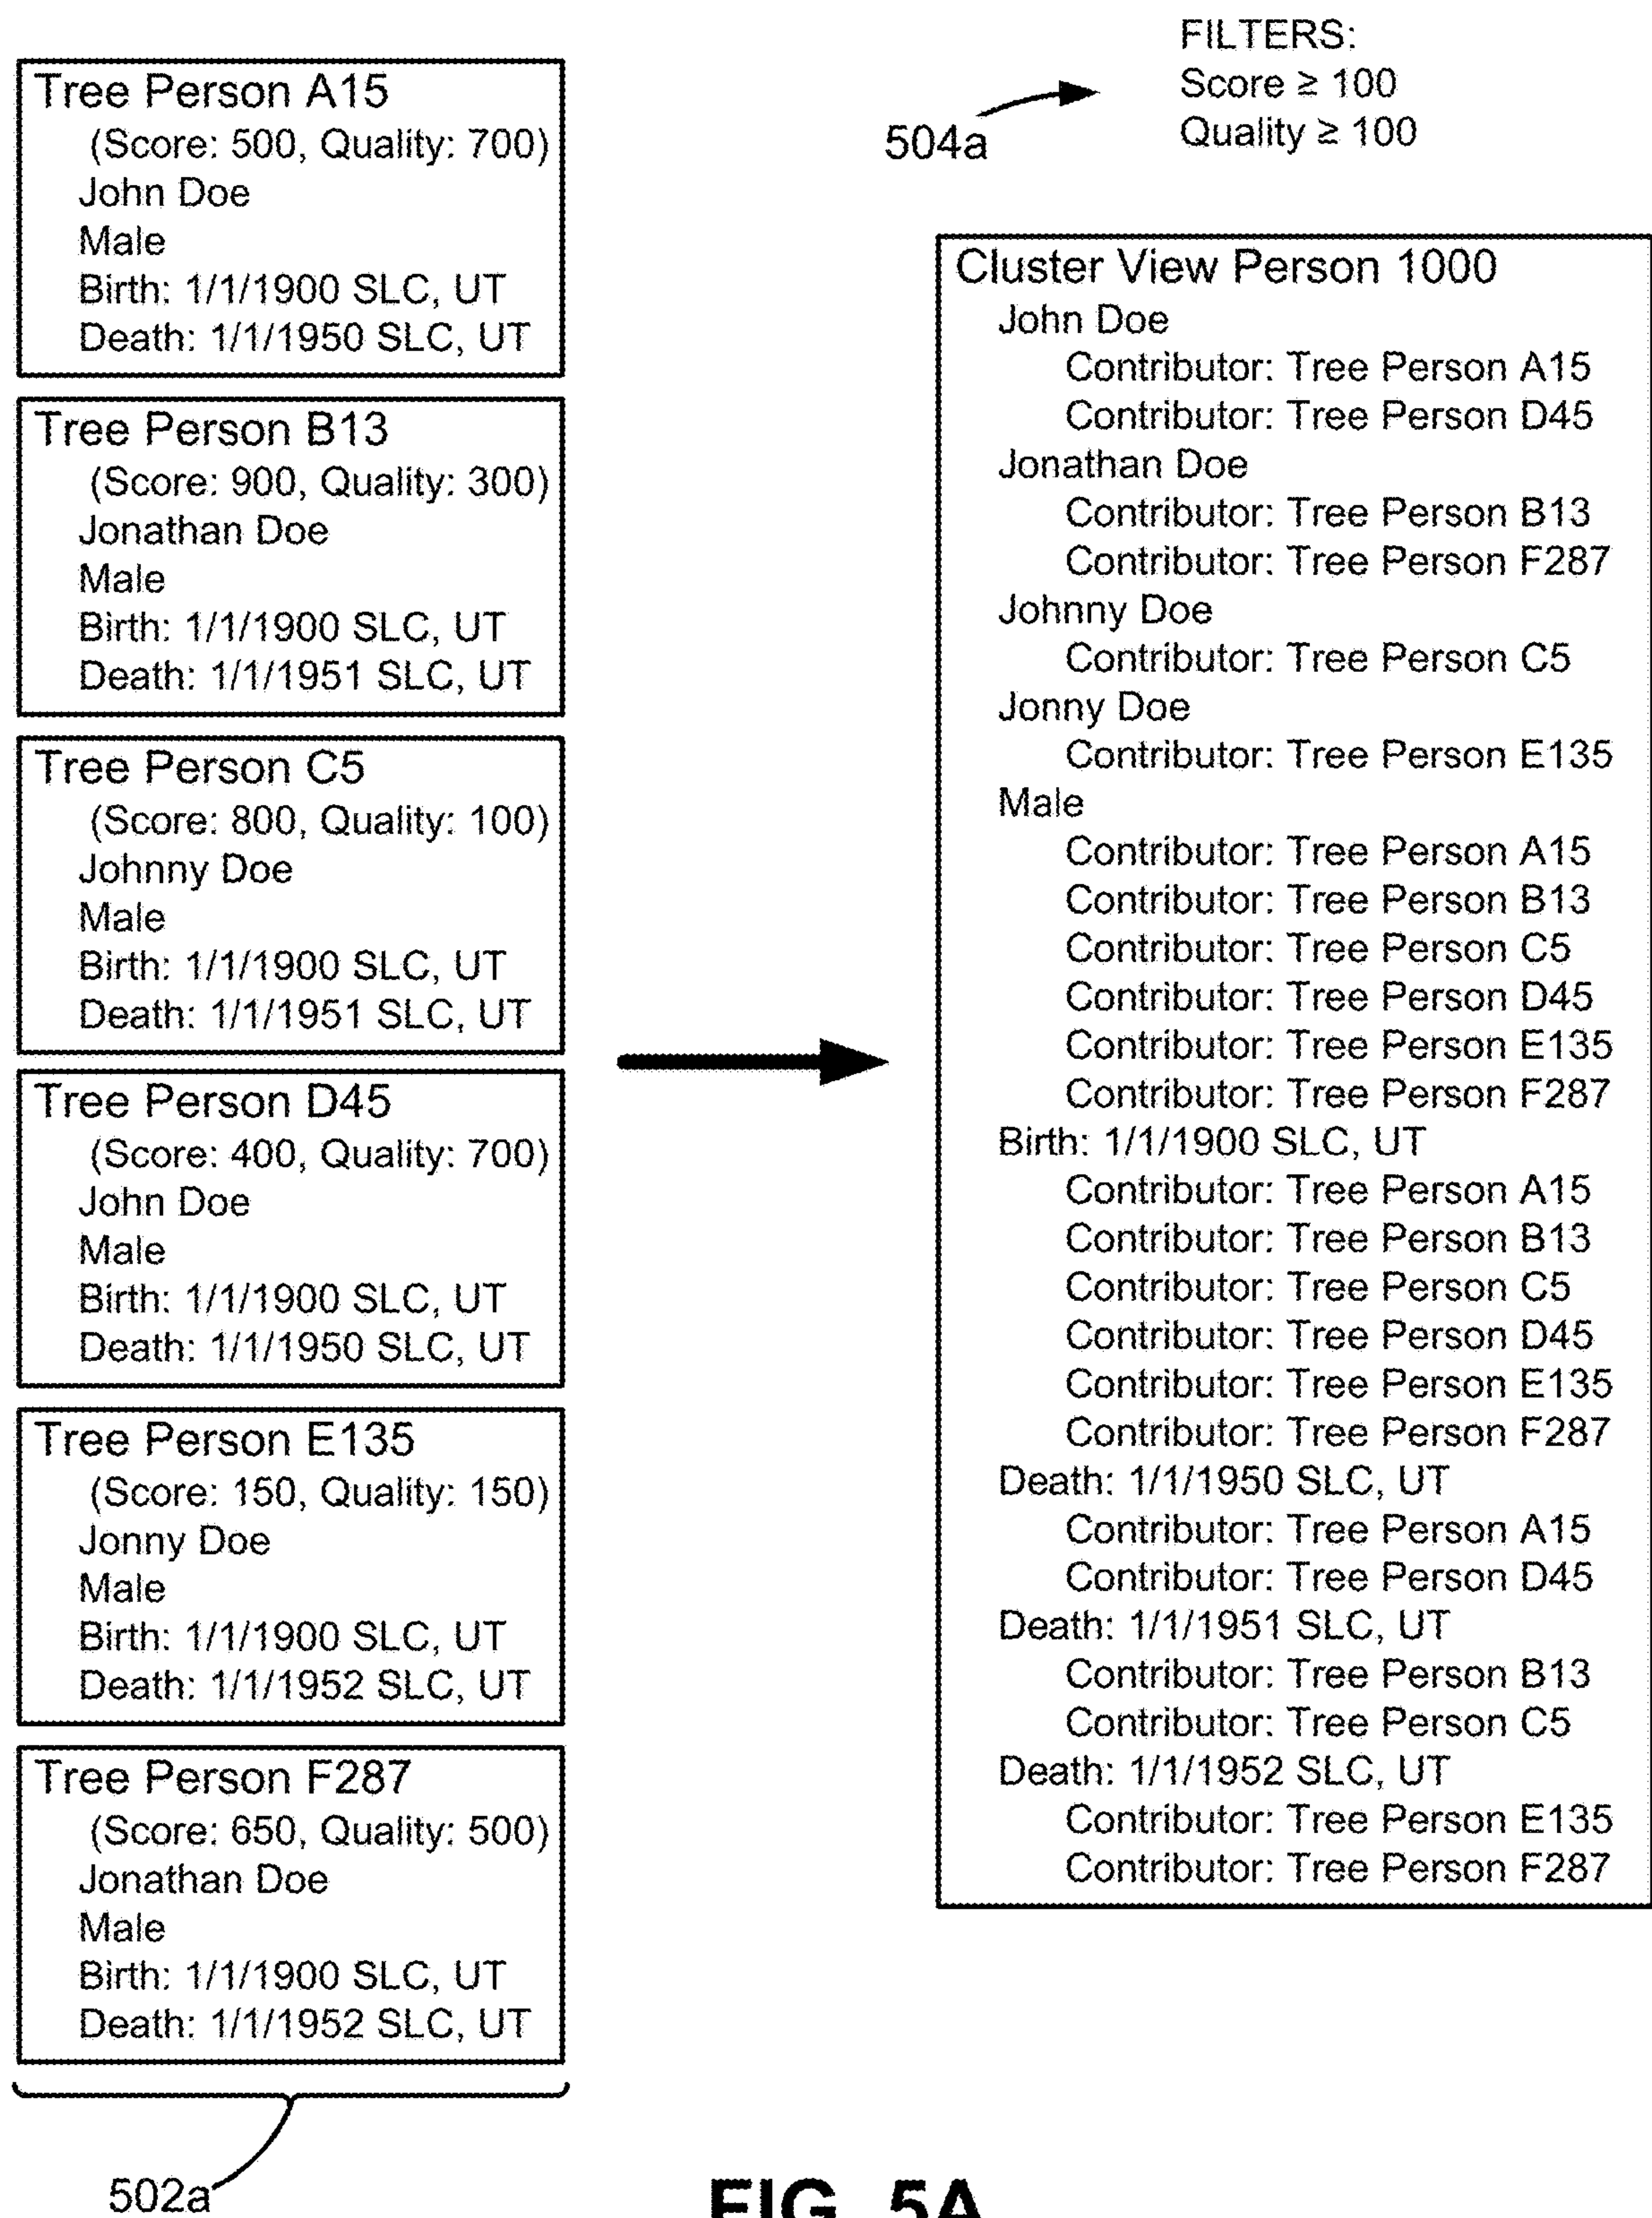 Tree Person A15
(Score: 500, Quality: 700)
John Doe
Male
Birth: 1/1/1900 SLC, UT
Death: 1/1/1950 SLC, UT
Tree Person B13
(Score: 900, Quality: 300)
Jonathan Doe
Male
Birth: 1/1/1900 SLC, UT
Death: 1/1/1951 SLC, UT
Tree Person C5
(Score: 800, Quality: 100)
Johnny Doe
Male
Birth: 1/1/1900 SLC, UT
Death: 1/1/1951 SLC, UT
Tree Person D45
(Score: 400, Quality: 700)
John Doe
Male
Birth: 1/1/1900 SLC, UT
Death: 1/1/1950 SLC, UT
Tree Person E135
(Score: 150, Quality: 150)
Jonny Doe
Male
Birth: 1/1/1900 SLC, UT
Death: 1/1/1952 SLC, UT
Tree Person F287
(Score: 650, Quality: 500)
Jonathan Doe
Male
Birth: 1/1/1900 SLC, UT
Death: 1/1/1952 SLC, UT
502a
504a
FILTERS:
Score ≥ 100
Quality ≥ 100
Cluster View Person 1000
John Doe
Contributor: Tree Person A15
Contributor: Tree Person D45
Jonathan Doe
Contributor: Tree Person B13
Contributor: Tree Person F287
Johnny Doe
Contributor: Tree Person C5
Jonny Doe
Contributor: Tree Person E135
Male
Contributor: Tree Person A15
Contributor: Tree Person B13
Contributor: Tree Person C5
Contributor: Tree Person D45
Contributor: Tree Person E135
Contributor: Tree Person F287
Birth: 1/1/1900 SLC, UT
Contributor: Tree Person A15
Contributor: Tree Person B13
Contributor: Tree Person C5
Contributor: Tree Person D45
Contributor: Tree Person E135
Contributor: Tree Person F287
Death: 1/1/1950 SLC, UT
Contributor: Tree Person A15
Contributor: Tree Person D45
Death: 1/1/1951 SLC, UT
Contributor: Tree Person B13
Contributor: Tree Person C5
Death: 1/1/1952 SLC, UT
Contributor: Tree Person E135
Contributor: Tree Person F287
FIG. 5A